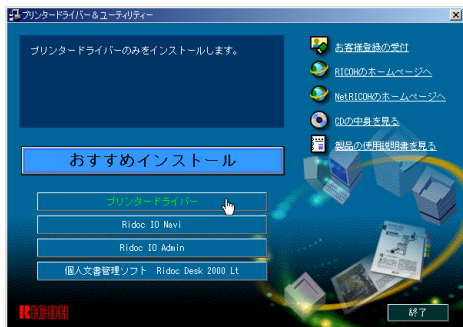 プリンタードライバー&ユーティリティー
プリンタードライバーのみをインストールします。
お客様登録の受付
RICOHのホームページへ
NetRICOHのホームページへ
CDの中身を見る
製品の使用説明書を見る
おすすめインストール
プリンタードライバー
Ridoc IO Navi
Ridoc IO Admin
個人文書管理ソフト Ridoc Desk 2000 Lt
RICOH
終了